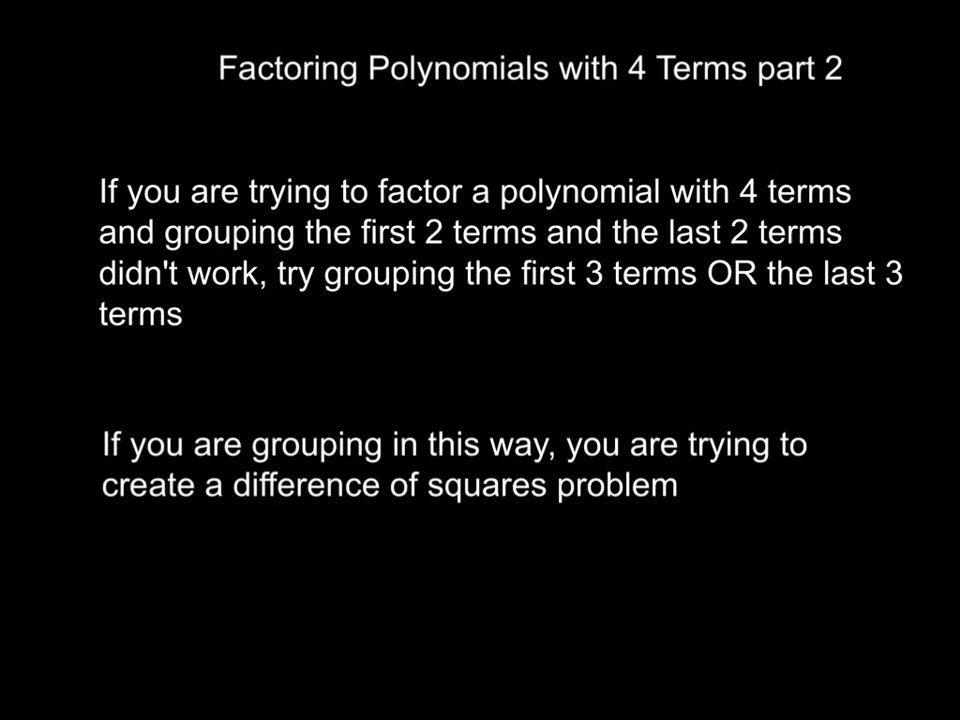 Factoring Polynomials with 4 Terms part 2
If you are trying to factor a polynomial with 4 terms
and grouping the first 2 terms and the last 2 terms
didn't work, try grouping the first 3 terms OR the last 3
terms
If you are grouping in this way, you are trying to
create a difference of squares problem